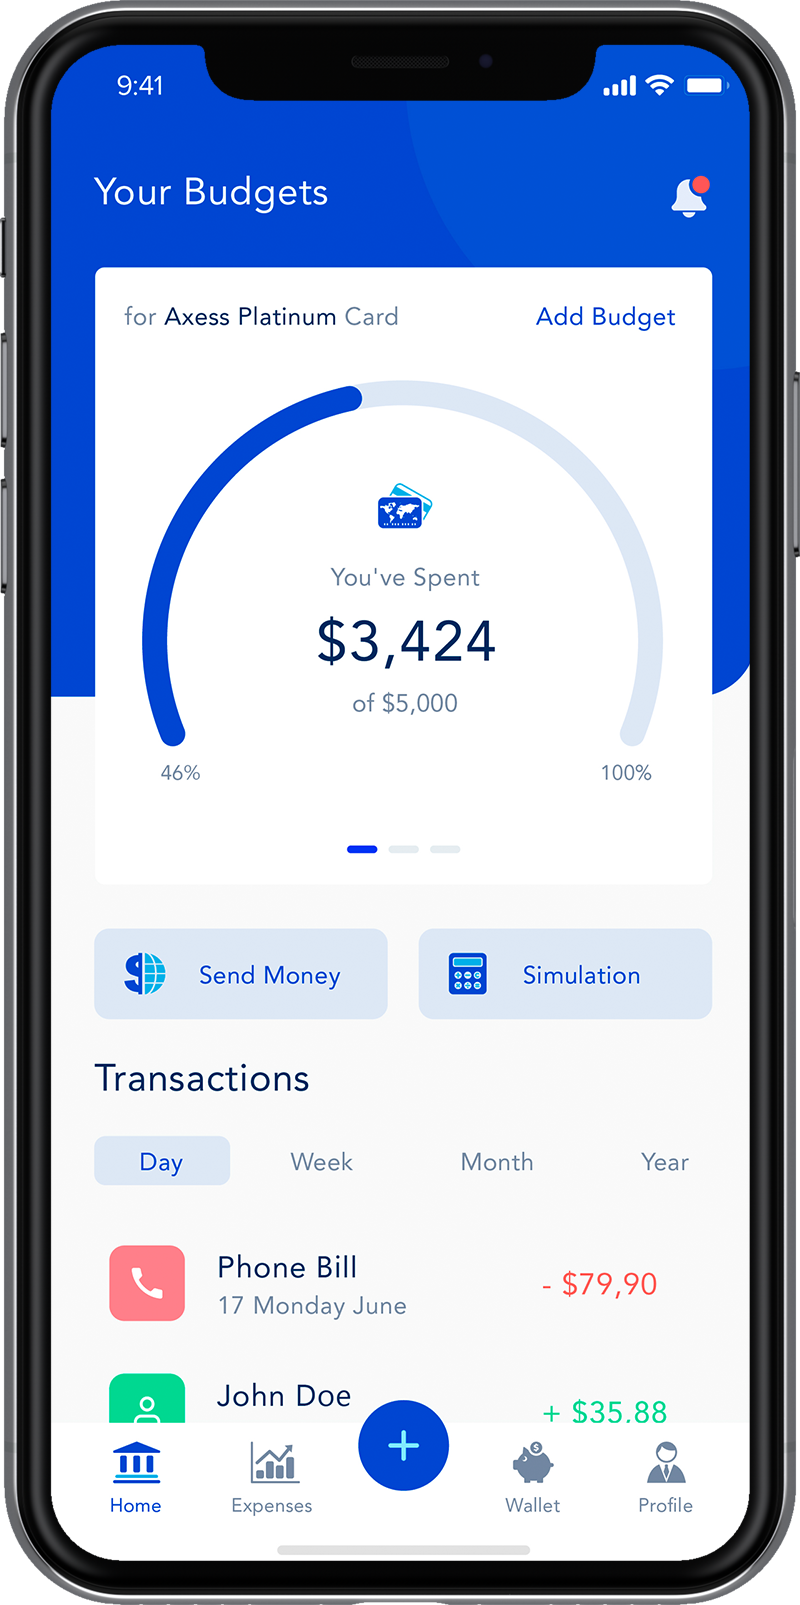 9:41
Your Budgets
for Axess Platinum Card
Add Budget
You've Spent
$3,424
of $5,000
46%
100%
Send Money
Simulation
Transactions
Day
Week
Month
Year
Phone Bill
- $79,90
17 Monday June
John Doe
+ $35.88
Home
Expenses
Wallet
Profile